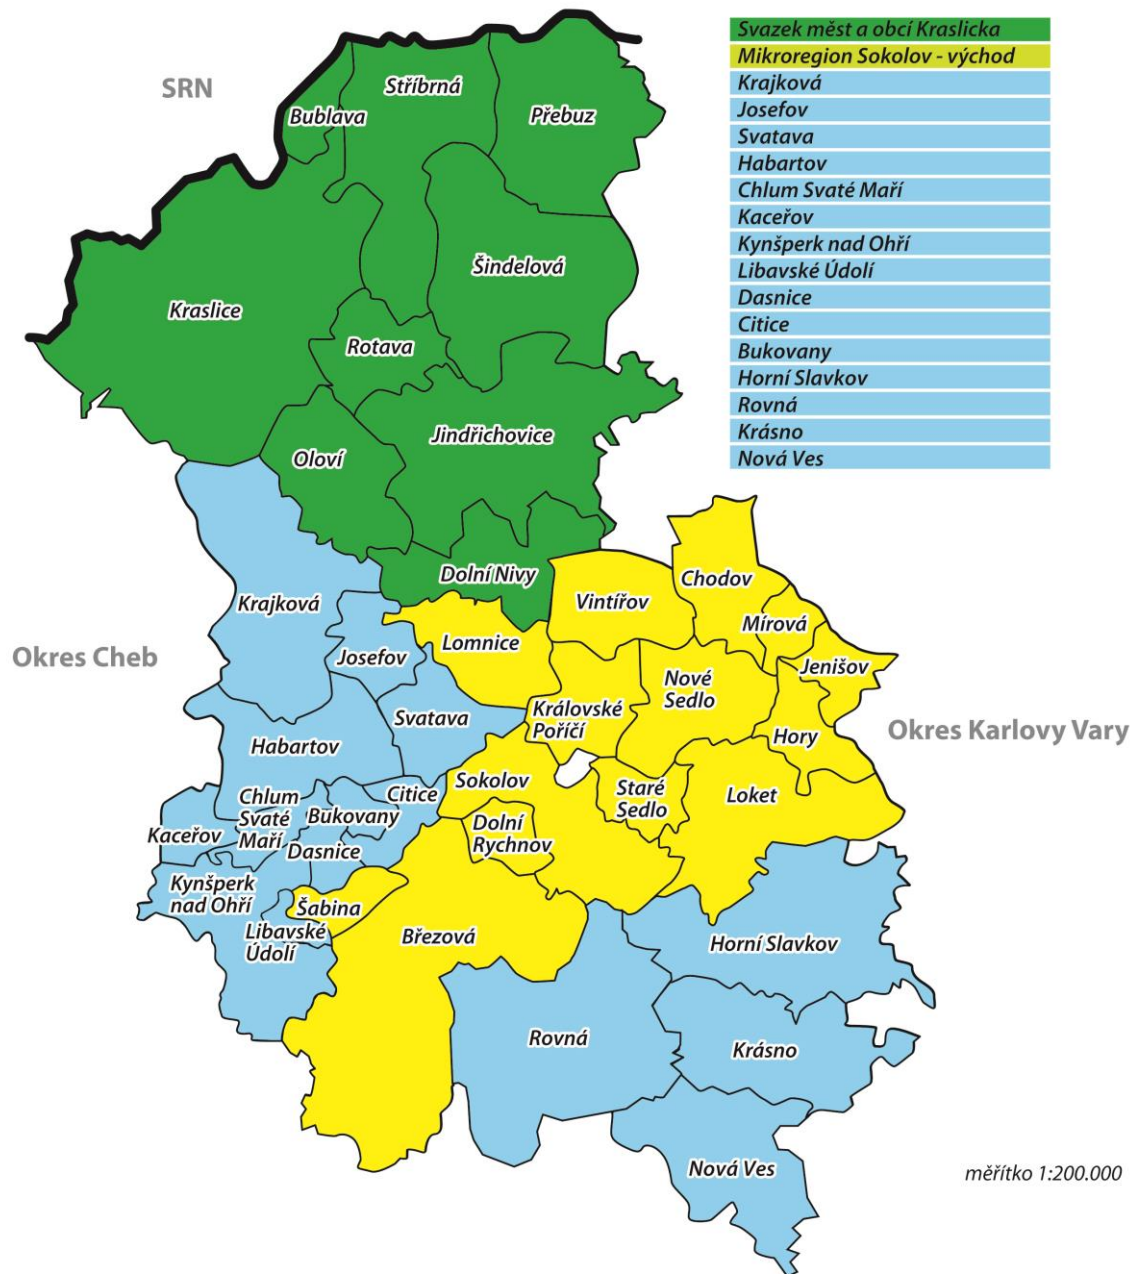 Svazek měst a obcí Kraslicka
Mikroregion Sokolov - východ
Krajková
Josefov
Svatava
Habartov
Chlum Svaté Maří
Kaceřov
Kynšperk nad Ohří
Libavské Údolí
Dasnice
Citice
Bukovany
Horní Slavkov
Rovná
Krásno
Nová Ves
SRN
Stříbrná
Bublava
Přebuz
Šindelová
Kraslice
Rotava
Jindřichovice
Oloví
Dolní Nivy
Chodov
Vintířov
Krajková
Mírová
Lomnice
Josefov
Okres Cheb
Jenišov
Nové
Sedlo
Svatava
Královské
Poříčí
Okres Karlovy Vary
Habartov
Hory
Sokolov
Staré
Sedlo
Loket
Citice
Chlum
Svaté
Maří
Bukovany
Kaceřov
Dolní
Rychnov
Dasnice
Kynšperk
nad Ohří
Šabina
Libavské
Údolí
Březová
Horní Slavkov
Rovná
Krásno
Nová Ves
měřítko 1:200.000